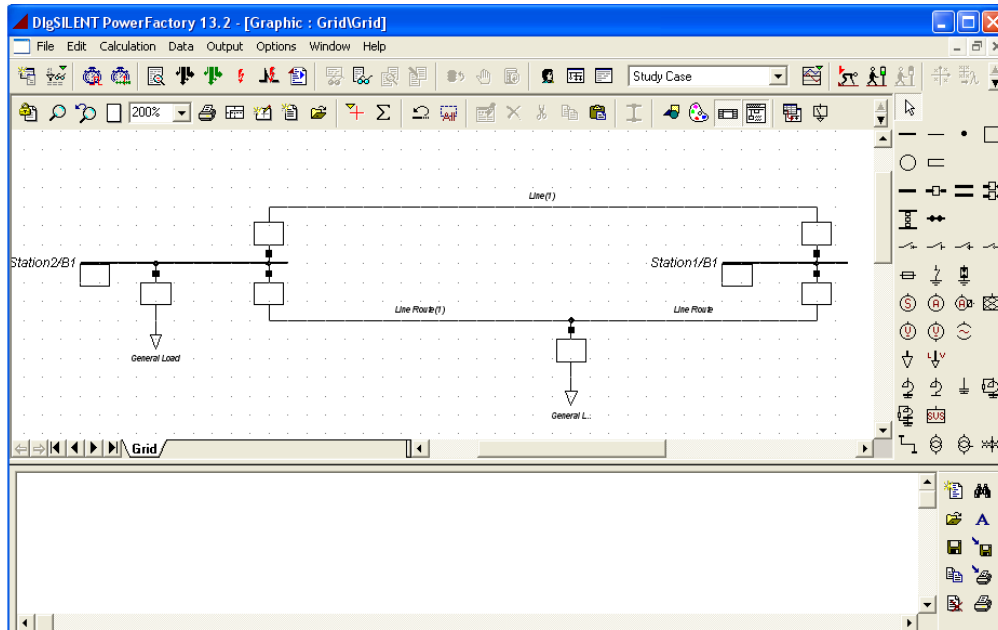 DIgSILENT PowerFactory 13.2 - [Graphic : Grid\Grid]
File Edit Calculation Data Output Options Window Help
Study Case
200%
Line(1)
Station2/B1
Station1/B1
Line Route(1)
Line Route
General Load
General L..
Grid